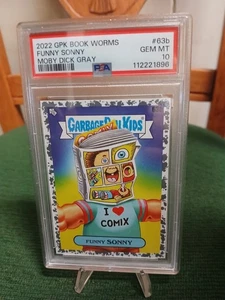 2022 GPK BOOK WORMS #63b
FUNNY SONNY GEM MT
MOBY DICK GRAY 10
PSA 112221896
GARBAGE PAIL KIDS
I ❤ COMIX
FUNNY SONNY